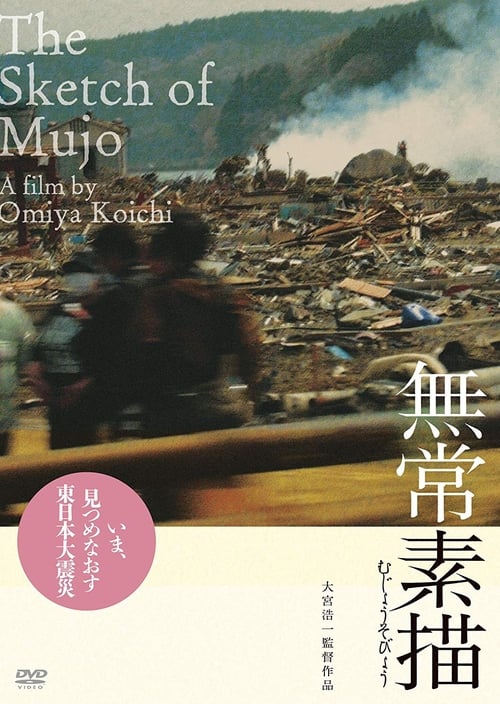 The
Sketch of
Mujo
A film by
Omiya Koichi
無常素描
むじょうそびょう
大宮浩一監督作品
いま、
見つめなおす
東日本大震災
DVD
VIDEO